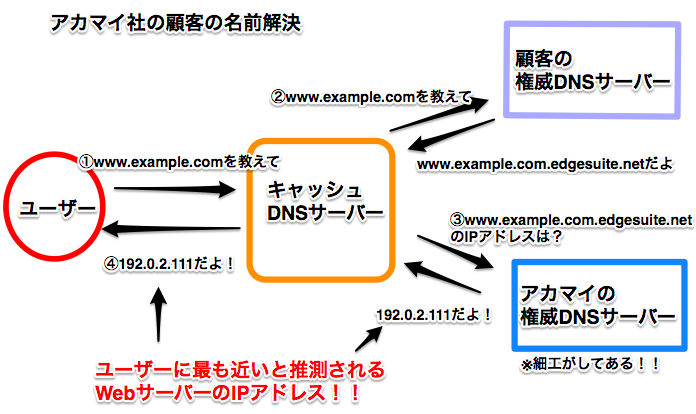 アカマイ社の顧客の名前解決
顧客の
権威DNSサーバー
②www.example.comを教えて
①www.example.comを教えて
www.example.com.edgesuite.netだよ
キャッシュ
DNSサーバー
ユーザー
③www.example.com.edgesuite.net
のIPアドレスは？
④192.0.2.111だよ！
アカマイの
権威DNSサーバー
192.0.2.111だよ！
※細工がしてある！！
ユーザーに最も近いと推測される
WebサーバーのIPアドレス！！